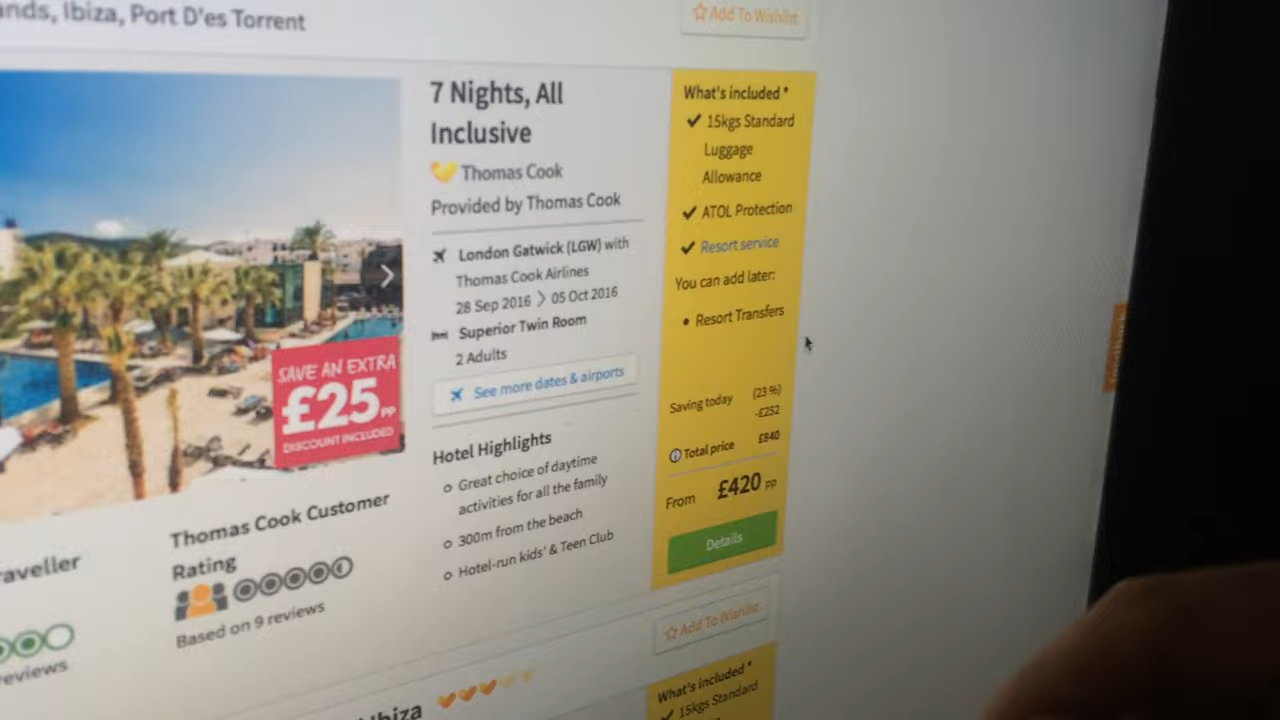 ands, Ibiza, Port D'es Torrent
Add To Wishlist
7 Nights, All
Inclusive
Thomas Cook
Provided by Thomas Cook
London Gatwick (LGW) with
Thomas Cook Airlines
28 Sep 2016 > 05 Oct 2016
Superior Twin Room
2 Adults
See more dates & airports
Hotel Highlights
Great choice of daytime
activities for all the family
300m from the beach
Hotel-run kids' & Teen Club
What's included *
15kgs Standard
Luggage
Allowance
ATOL Protection
Resort service
You can add later:
• Resort Transfers
Saving today (23 %)
-£252
Total price £840
From £420 pp
Details
SAVE AN EXTRA
£25 PP
DISCOUNT INCLUDED
raveller
eviews
Thomas Cook Customer
Rating
Based on 9 reviews
Add To Wishlist
Ibiza
What's included *
15kgs Standard